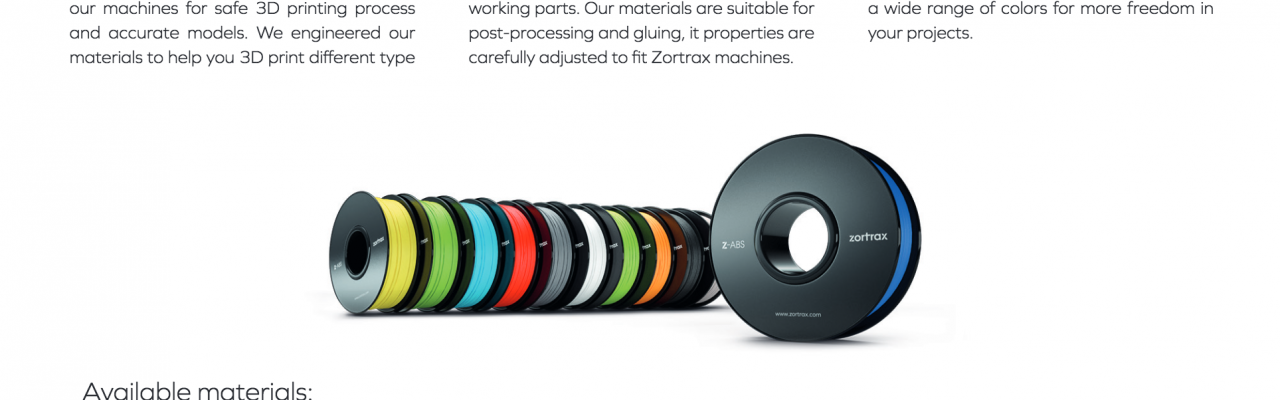 our machines for safe 3D printing process
and accurate models. We engineered our
materials to help you 3D print different type
working parts. Our materials are suitable for
post-processing and gluing, it properties are
carefully adjusted to fit Zortrax machines.
a wide range of colors for more freedom in
your projects.
Z-ABS
zortrax
www.zortrax.com
Available materials: